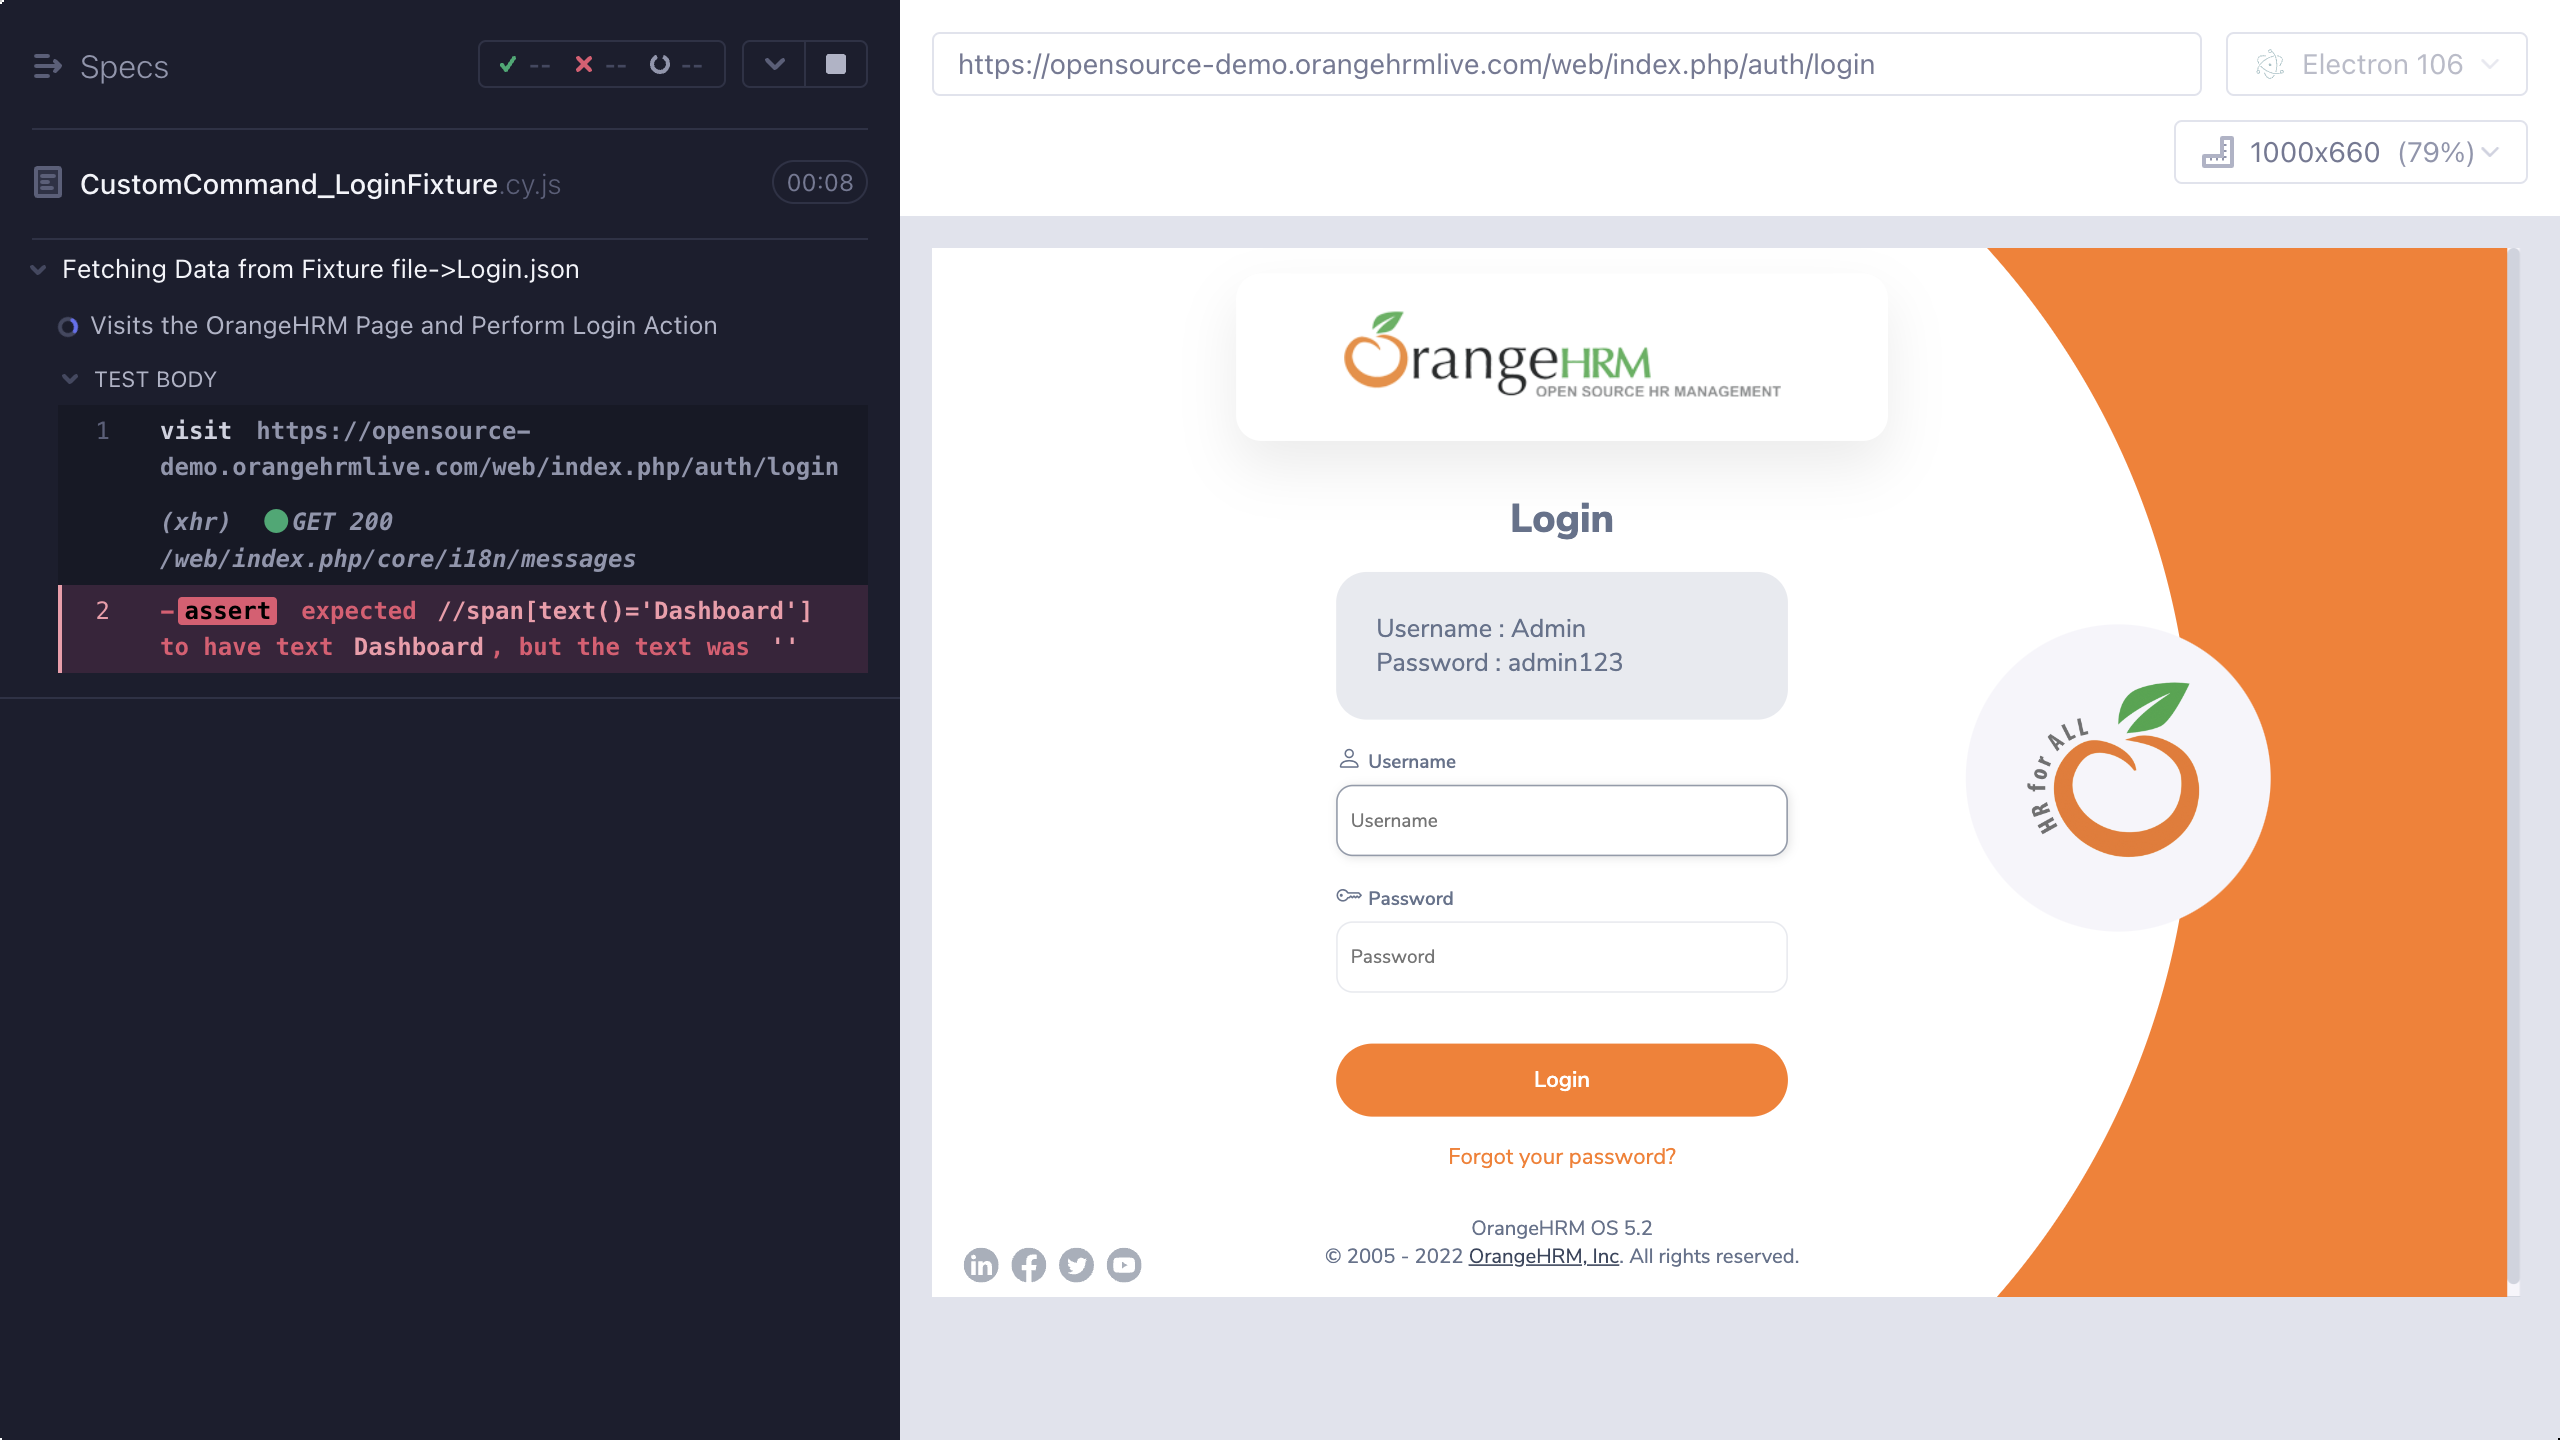 Specs
-- -- --
CustomCommand_LoginFixture.cy.js
00:08
Fetching Data from Fixture file->Login.json
Visits the OrangeHRM Page and Perform Login Action
TEST BODY
1 visit https://opensource-
demo.orangehrmlive.com/web/index.php/auth/login
(xhr) GET 200
/web/index.php/core/i18n/messages
2 -assert expected //span[text()='Dashboard']
to have text Dashboard, but the text was ''
https://opensource-demo.orangehrmlive.com/web/index.php/auth/login
Electron 106
1000x660 (79%)
OrangeHRM
OPEN SOURCE HR MANAGEMENT
Login
Username : Admin
Password : admin123
Username
Username
Password
Password
HR for ALL
Login
Forgot your password?
OrangeHRM OS 5.2
© 2005 - 2022 OrangeHRM, Inc. All rights reserved.